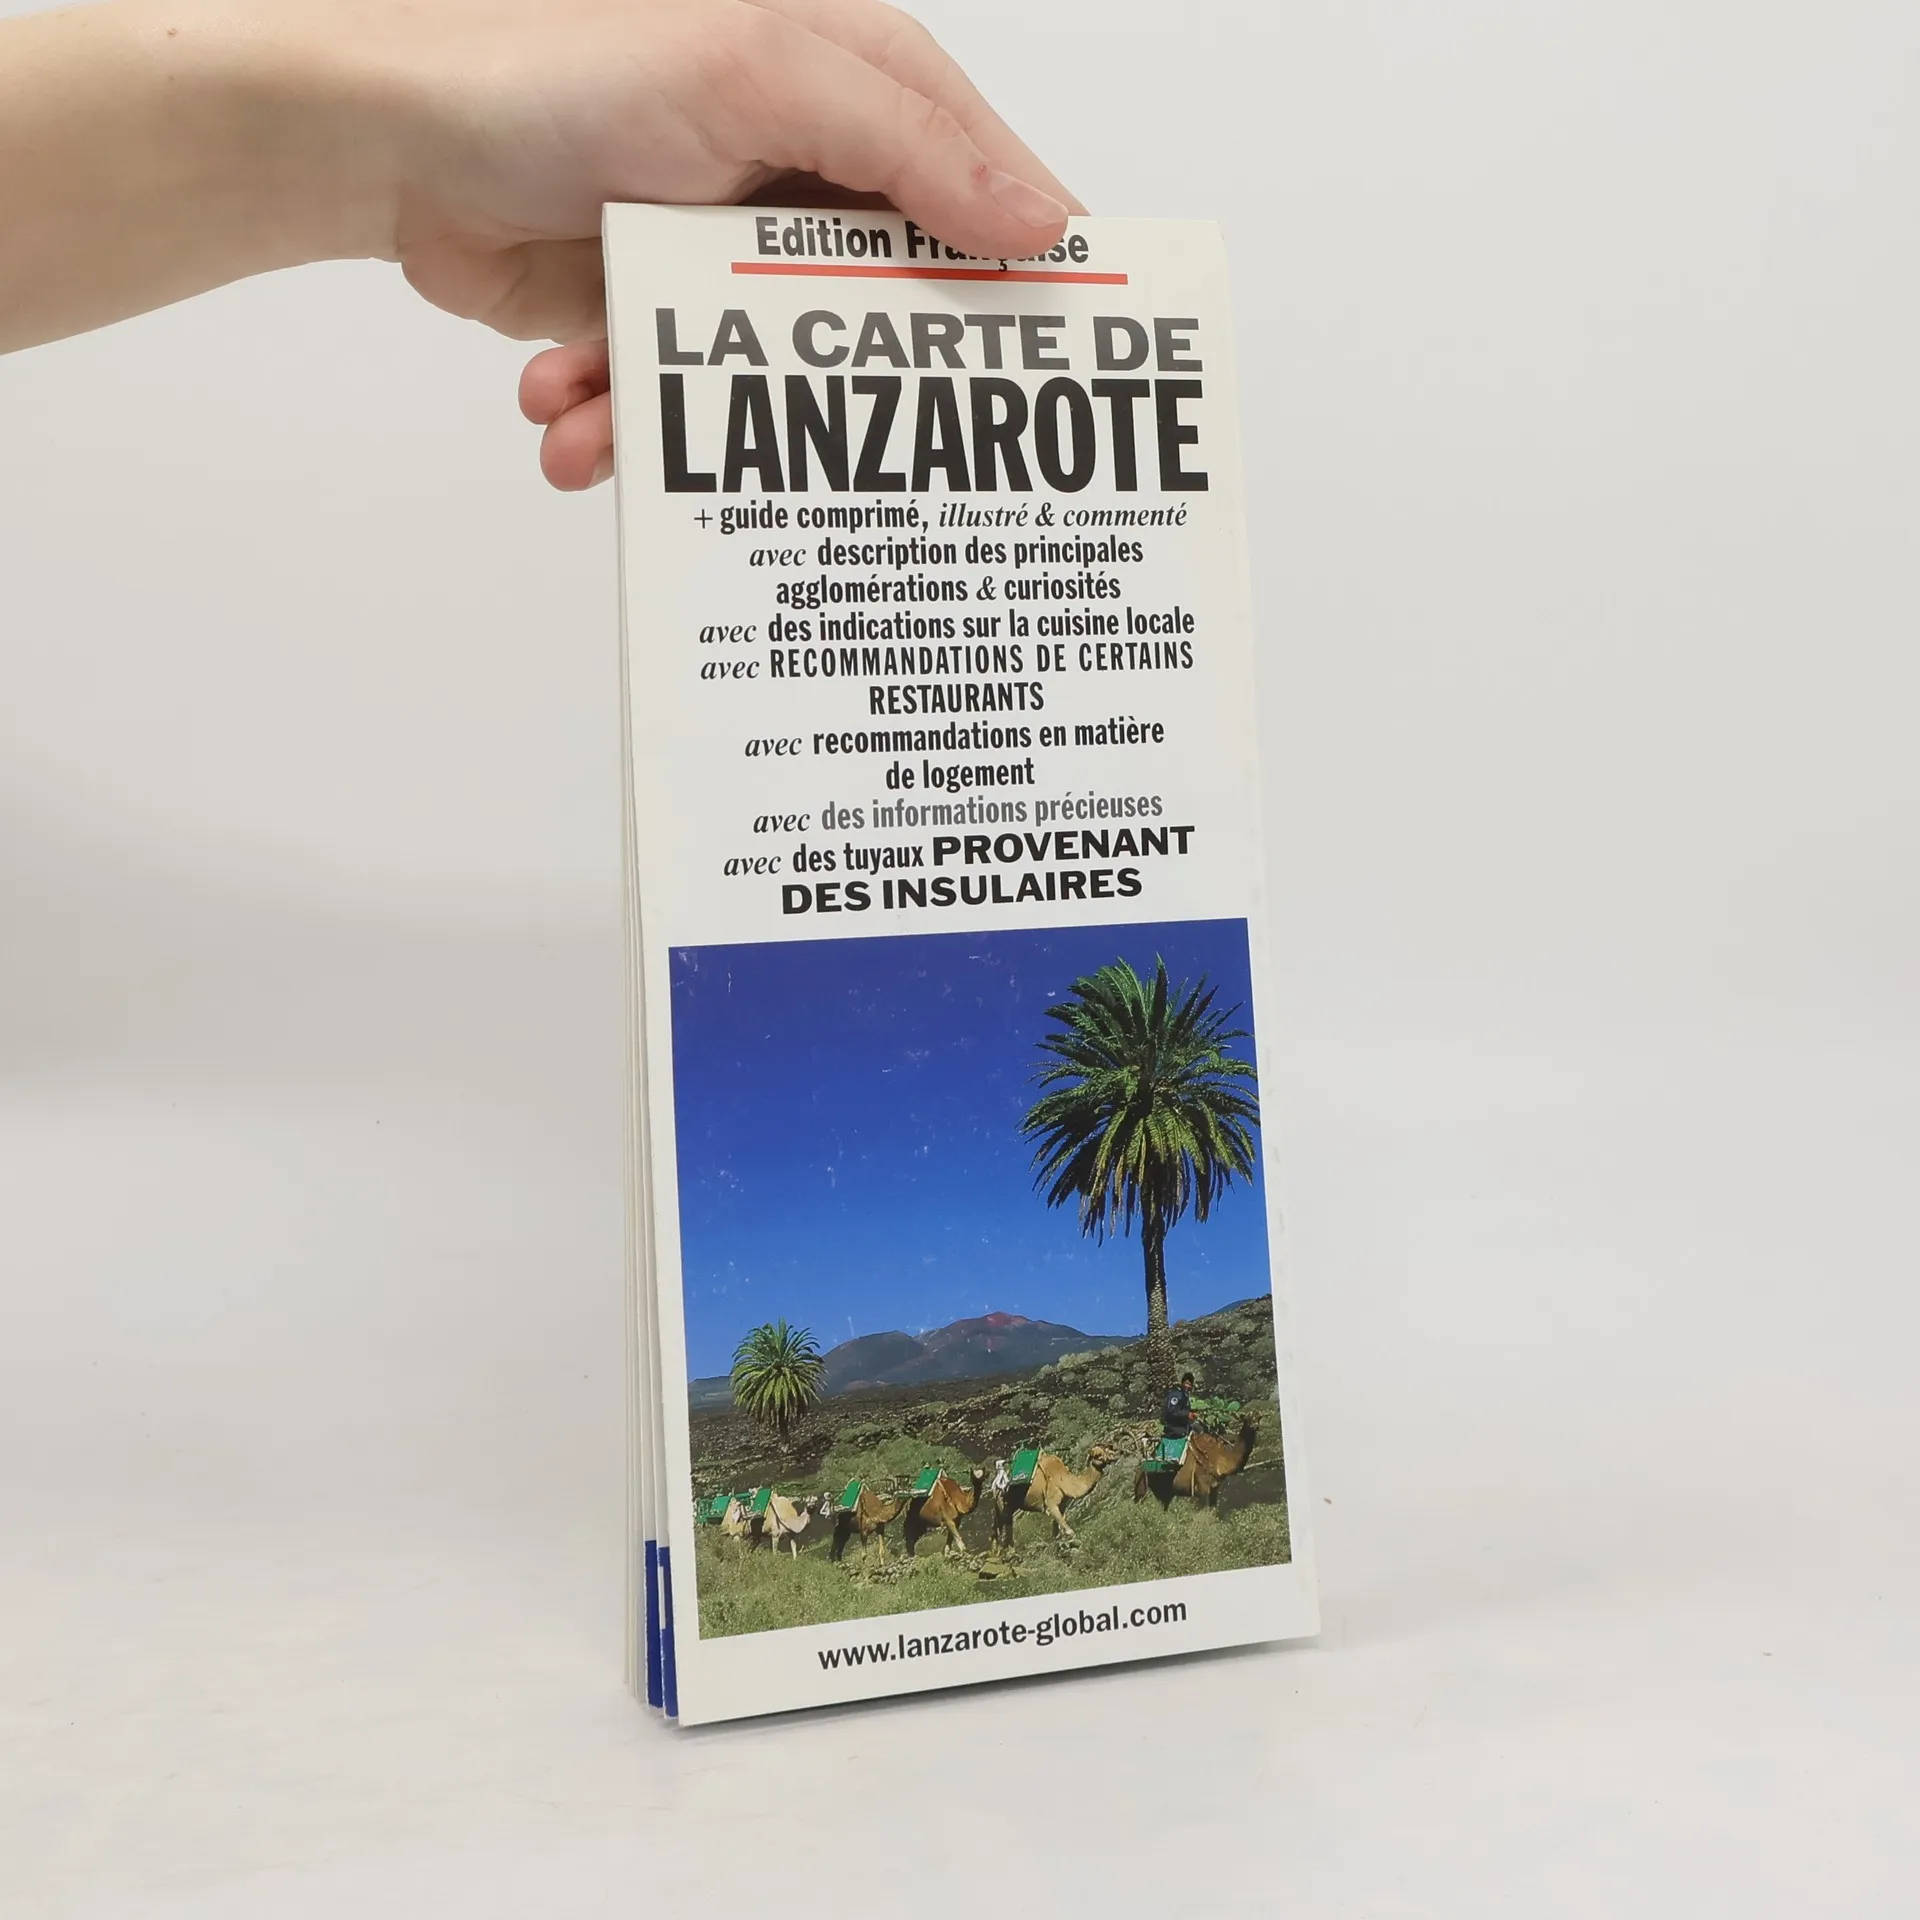 Edition Française
LA CARTE DE
LANZAROTE
+ guide comprimé, illustré & commenté
avec description des principales
agglomérations & curiosités
avec des indications sur la cuisine locale
avec RECOMMANDATIONS DE CERTAINS
RESTAURANTS
avec recommandations en matière
de logement
avec des informations précieuses
avec des tuyaux PROVENANT
DES INSULAIRES
www.lanzarote-global.com